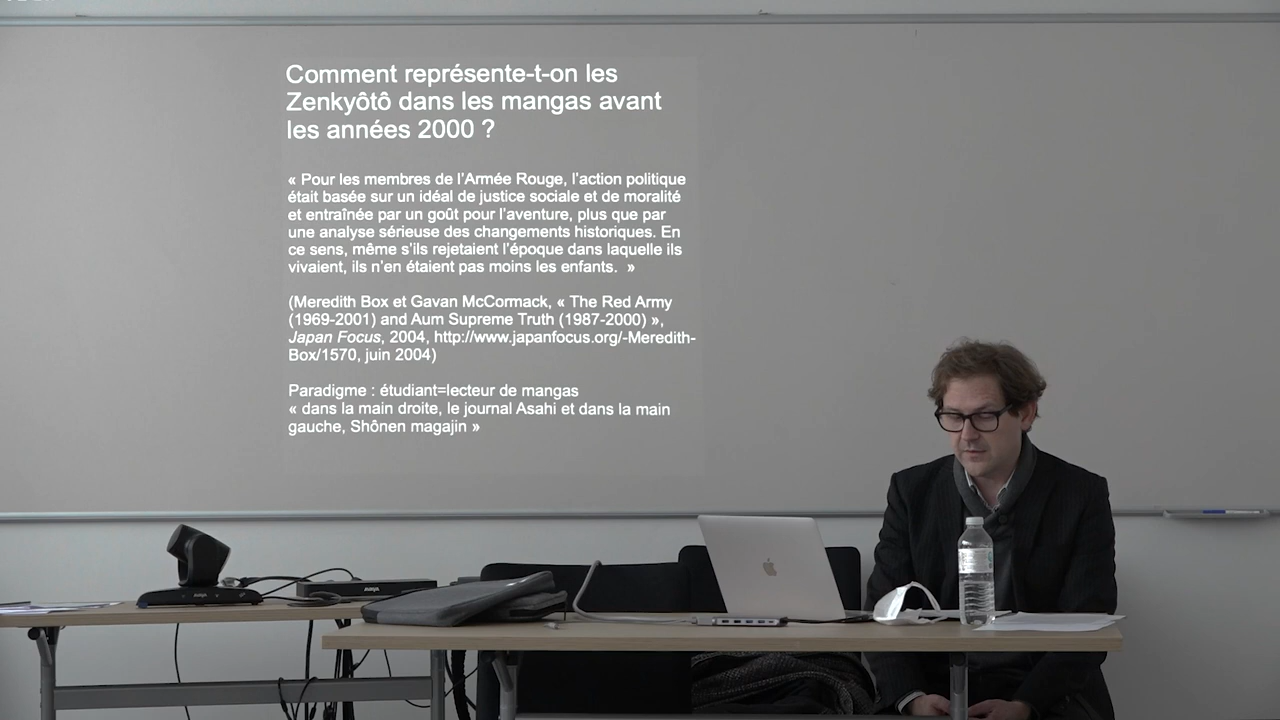 Comment représente-t-on les
Zenkyôtô dans les mangas avant
les années 2000 ?
« Pour les membres de l’Armée Rouge, l’action politique
était basée sur un idéal de justice sociale et de moralité
et entraînée par un goût pour l’aventure, plus que par
une analyse sérieuse des changements historiques. En
ce sens, même s’ils rejetaient l’époque dans laquelle ils
vivaient, ils n’en étaient pas moins les enfants.  »
(Meredith Box et Gavan McCormack, « The Red Army
(1969-2001) and Aum Supreme Truth (1987-2000) »,
Japan Focus, 2004, http://www.japanfocus.org/-Meredith-
Box/1570, juin 2004)
Paradigme : étudiant=lecteur de mangas
« dans la main droite, le journal Asahi et dans la main
gauche, Shônen magajin »
AVAYA
AVAYA